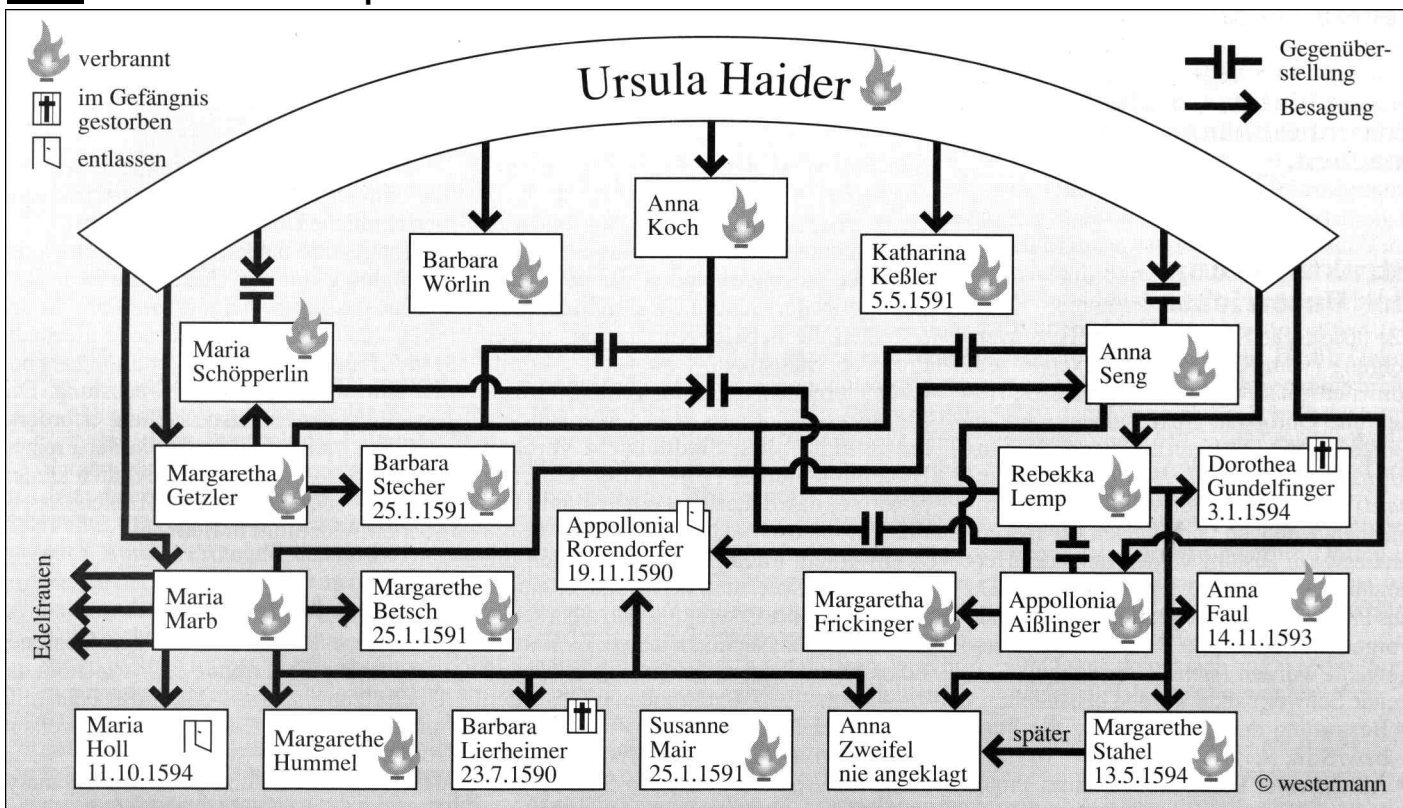 verbrannt
im Gefängnis
gestorben
entlassen
Ursula Haider
Gegenüber-
stellung
Besagung
Barbara
Wörlin
Anna
Koch
Katharina
Keßler
5.5.1591
Maria
Schöpperlin
Anna
Seng
Margaretha
Getzler
Barbara
Stecher
25.1.1591
Appollonia
Rorendorfer
19.11.1590
Rebekka
Lemp
Dorothea
Gundelfinger
3.1.1594
Edelfrauen
Maria
Marb
Margarethe
Betsch
25.1.1591
Margaretha
Frickinger
Appollonia
Aißlinger
Anna
Faul
14.11.1593
Maria
Holl
11.10.1594
Margarethe
Hummel
Barbara
Lierheimer
23.7.1590
Susanne
Mair
25.1.1591
Anna
Zweifel
nie angeklagt
später
Margarethe
Stahel
13.5.1594
© westermann